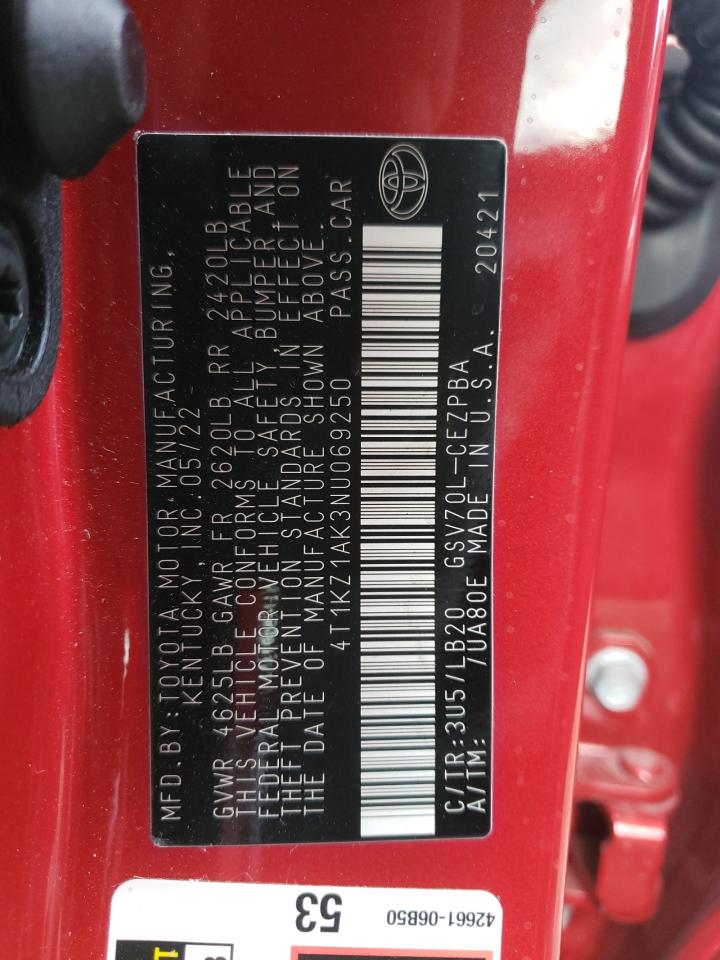 MFD.BY:TOYOTA MOTOR MANUFACTURING,
KENTUCKY,INC.05/22
GVWR 4625LB GAWR FR 2620LB RR 2420LB
THIS VEHICLE CONFORMS TO ALL APPLICABLE
FEDERAL MOTOR VEHICLE SAFETY, BUMPER AND
THEFT PREVENTION STANDARDS IN EFFECT ON
THE DATE OF MANUFACTURE SHOWN ABOVE.
4T1KZ1AK3NU069250 PASS.CAR
C/TR:3U5/LB20 GSV70L-CEZPBA
A/TM: 7UA80E MADE IN U.S.A. 20421
53
42661-06B50